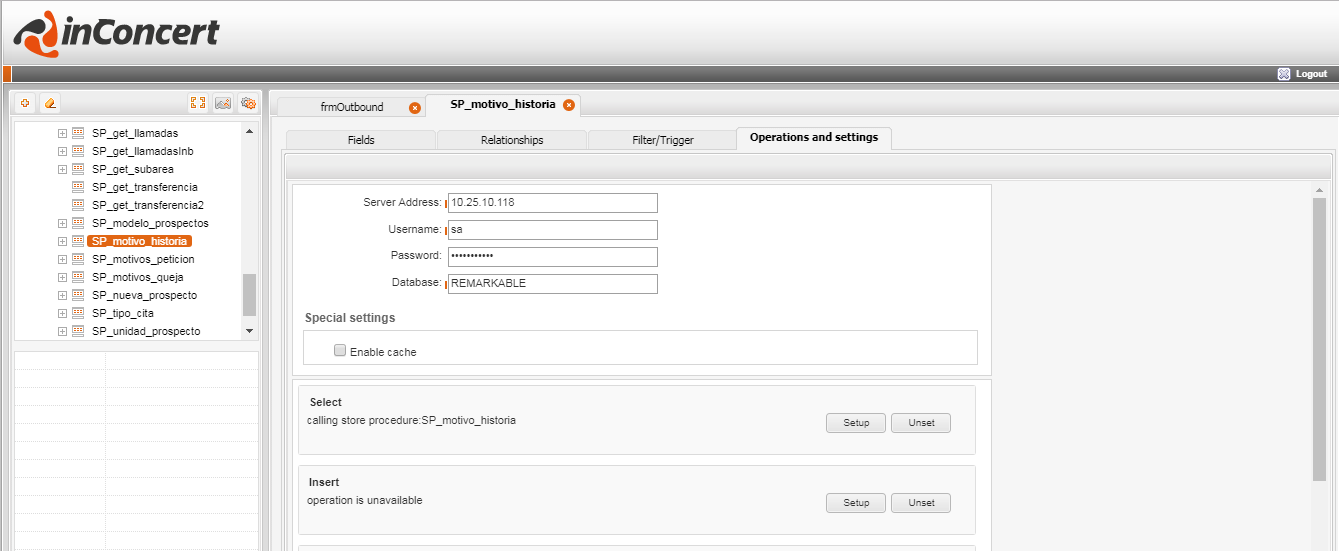 inConcert
Logout
frmOutbound
SP_motivo_historia
SP_get_llamadas
SP_get_llamadasInb
SP_get_subarea
SP_get_transferencia
SP_get_transferencia2
SP_modelo_prospectos
SP_motivo_historia
SP_motivos_peticion
SP_motivos_queja
SP_nueva_prospecto
SP_tipo_cita
SP_unidad_prospecto
Fields Relationships Filter/Trigger Operations and settings
Server Address: 10.25.10.118
Username: sa
Password: •••••••••••
Database: REMARKABLE
Special settings
Enable cache
Select
calling store procedure:SP_motivo_historia
Setup Unset
Insert
operation is unavailable
Setup Unset